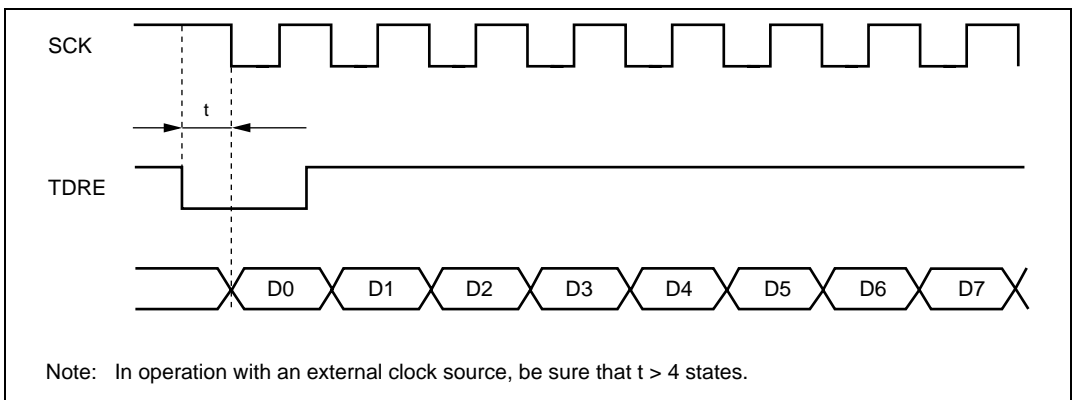 SCK
t
TDRE
D0 D1 D2 D3 D4 D5 D6 D7
Note: In operation with an external clock source, be sure that t > 4 states.